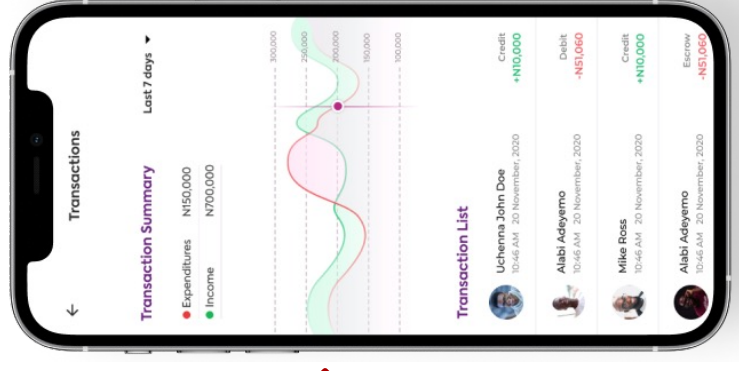 Transactions
Transaction Summary
Last 7 days
Expenditures N150,000
Income N700,000
300,000
250,000
200,000
150,000
100,000
Transaction List
Uchenna John Doe Credit
10:46 AM 20 November, 2020 +N10,000
Alabi Adeyemo Debit
10:46 AM 20 November, 2020 -N51,060
Mike Ross Credit
10:46 AM 20 November, 2020 +N10,000
Alabi Adeyemo Escrow
10:46 AM 20 November, 2020 -N51,060